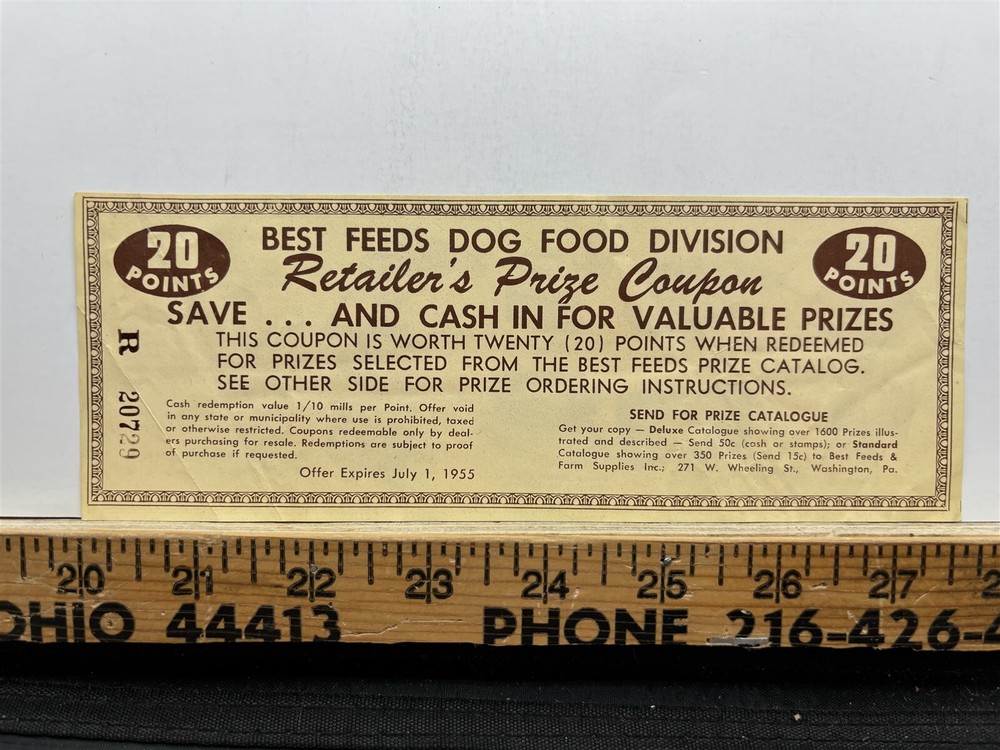 20 POINTS
BEST FEEDS DOG FOOD DIVISION
20 POINTS
Retailer's Prize Coupon
SAVE . . . AND CASH IN FOR VALUABLE PRIZES
THIS COUPON IS WORTH TWENTY (20) POINTS WHEN REDEEMED
FOR PRIZES SELECTED FROM THE BEST FEEDS PRIZE CATALOG.
SEE OTHER SIDE FOR PRIZE ORDERING INSTRUCTIONS.
R 20729
Cash redemption value 1/10 mills per Point. Offer void
in any state or municipality where use is prohibited, taxed
or otherwise restricted. Coupons redeemable only by deal-
ers purchasing for resale. Redemptions are subject to proof
of purchase if requested.
Offer Expires July 1, 1955
SEND FOR PRIZE CATALOGUE
Get your copy — Deluxe Catalogue showing over 1600 Prizes illus-
trated and described — Send 50c (cash or stamps); or Standard
Catalogue showing over 350 Prizes (Send 15c) to Best Feeds &
Farm Supplies Inc.; 271 W. Wheeling St., Washington, Pa.
20 21 22 23 24 25 26 27 2
OHIO 44413 PHONE 216-426-4